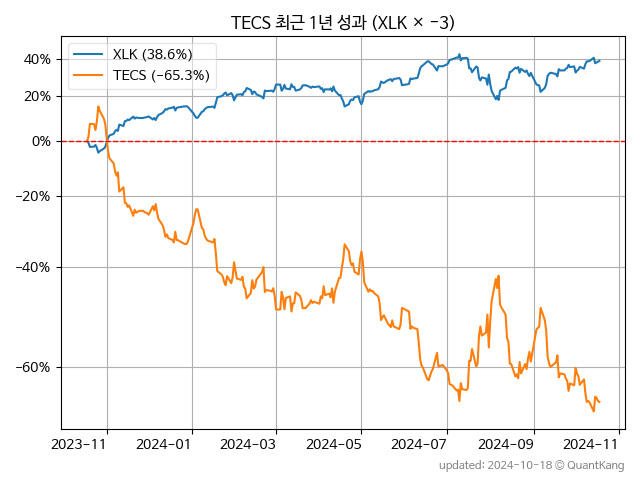 TECS 최근 1년 성과 (XLK × −3)
XLK (38.6%)
TECS (−65.3%)
40%
20%
0%
−20%
−40%
−60%
2023-11 2024-01 2024-03 2024-05 2024-07 2024-09 2024-11
updated: 2024-10-18 © QuantKang